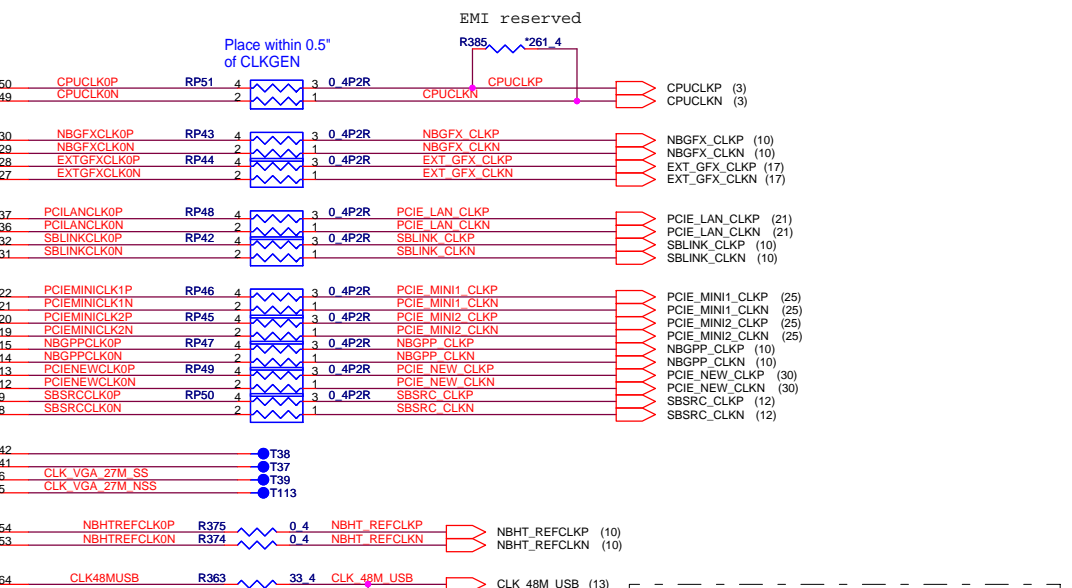 EMI reserved
Place within 0.5"
of CLKGEN
R385 *261_4
50 CPUCLK0P RP51 4 3 0_4P2R CPUCLKP CPUCLKP (3)
49 CPUCLK0N 2 1 CPUCLKN CPUCLKN (3)
30 NBGFXCLK0P RP43 4 3 0_4P2R NBGFX_CLKP NBGFX_CLKP (10)
29 NBGFXCLK0N 2 1 NBGFX_CLKN NBGFX_CLKN (10)
28 EXTGFXCLK0P RP44 4 3 0_4P2R EXT_GFX_CLKP EXT_GFX_CLKP (17)
27 EXTGFXCLK0N 2 1 EXT_GFX_CLKN EXT_GFX_CLKN (17)
37 PCILANCLK0P RP48 4 3 0_4P2R PCIE_LAN_CLKP PCIE_LAN_CLKP (21)
36 PCILANCLK0N 2 1 PCIE_LAN_CLKN PCIE_LAN_CLKN (21)
32 SBLINKCLK0P RP42 4 3 0_4P2R SBLINK_CLKP SBLINK_CLKP (10)
31 SBLINKCLK0N 2 1 SBLINK_CLKN SBLINK_CLKN (10)
22 PCIEMINICLK1P RP46 4 3 0_4P2R PCIE_MINI1_CLKP PCIE_MINI1_CLKP (25)
21 PCIEMINICLK1N 2 1 PCIE_MINI1_CLKN PCIE_MINI1_CLKN (25)
20 PCIEMINICLK2P RP45 4 3 0_4P2R PCIE_MINI2_CLKP PCIE_MINI2_CLKP (25)
19 PCIEMINICLK2N 2 1 PCIE_MINI2_CLKN PCIE_MINI2_CLKN (25)
15 NBGPPCLK0P RP47 4 3 0_4P2R NBGPP_CLKP NBGPP_CLKP (10)
14 NBGPPCLK0N 2 1 NBGPP_CLKN NBGPP_CLKN (10)
13 PCIENEWCLK0P RP49 4 3 0_4P2R PCIE_NEW_CLKP PCIE_NEW_CLKP (30)
12 PCIENEWCLK0N 2 1 PCIE_NEW_CLKN PCIE_NEW_CLKN (30)
9 SBSRCCLK0P RP50 4 3 0_4P2R SBSRC_CLKP SBSRC_CLKP (12)
8 SBSRCCLK0N 2 1 SBSRC_CLKN SBSRC_CLKN (12)
42 T38
41 T37
6 CLK_VGA_27M_SS T39
5 CLK_VGA_27M_NSS T113
54 NBHTREFCLK0P R375 0_4 NBHT_REFCLKP NBHT_REFCLKP (10)
53 NBHTREFCLK0N R374 0_4 NBHT_REFCLKN NBHT_REFCLKN (10)
64 CLK48MUSB R363 33_4 CLK_48M_USB CLK_48M_USB (13)